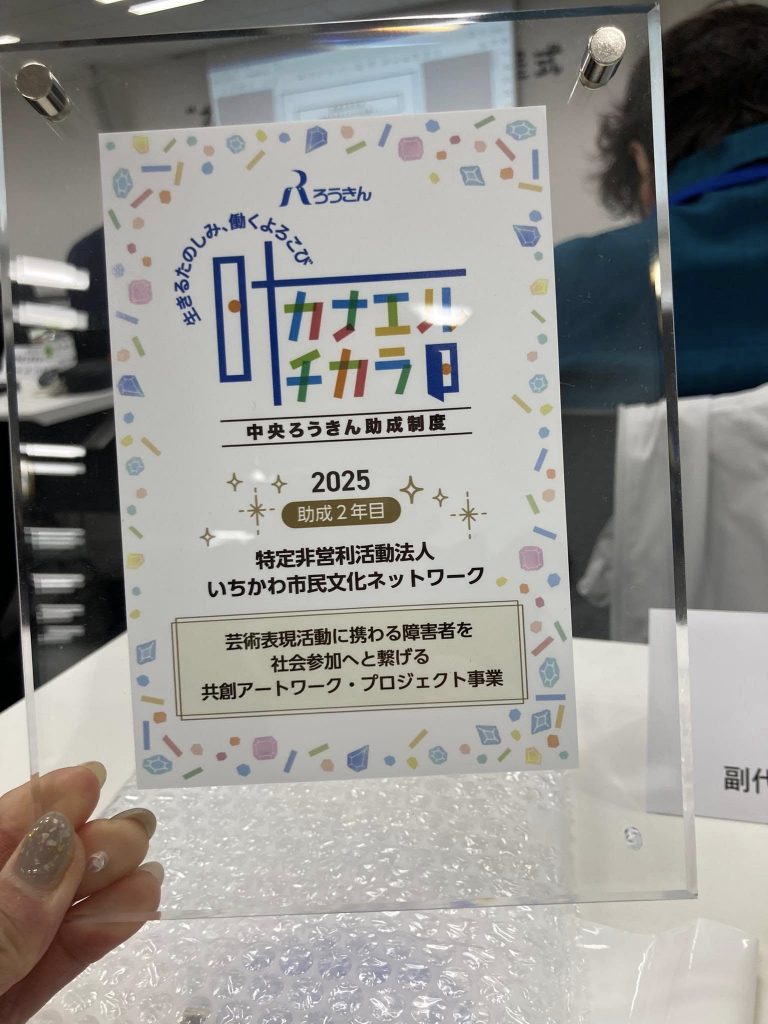 ろうきん
生きるたのしみ、働くよろこび
叶
カナエル
チカラ
中央ろうきん助成制度
2025
助成2年目
特定非営利活動法人
いちかわ市民文化ネットワーク
芸術表現活動に携わる障害者を
社会参加へと繋げる
共創アートワーク・プロジェクト事業
副代